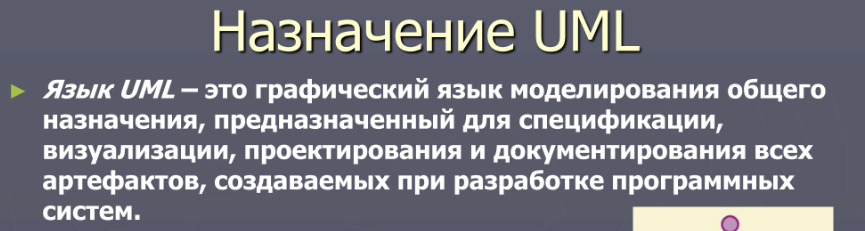 Назначение UML
Язык UML – это графический язык моделирования общего
назначения, предназначенный для спецификации,
визуализации, проектирования и документирования всех
артефактов, создаваемых при разработке программных
систем.